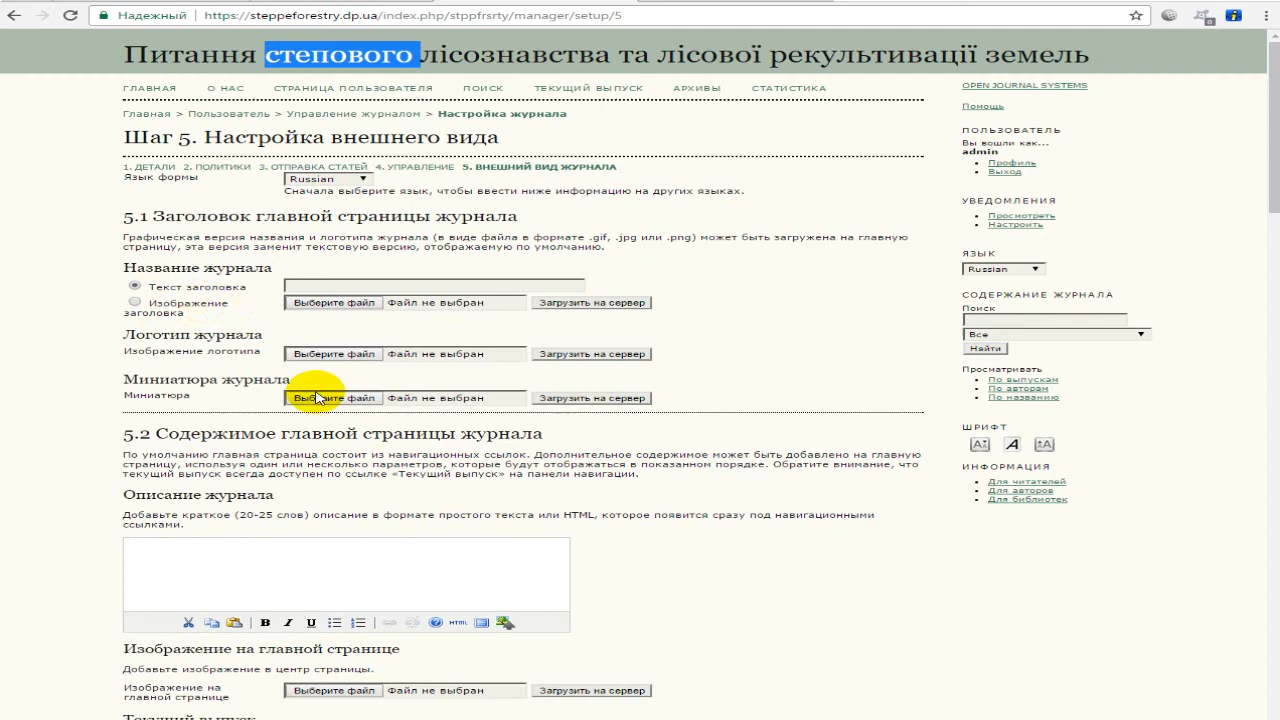 Надежный https://steppeforestry.dp.ua/index.php/stppfrsrty/manager/setup/5
Питання степового лісознавства та лісової рекультивації земель
ГЛАВНАЯ О НАС СТРАНИЦА ПОЛЬЗОВАТЕЛЯ ПОИСК ТЕКУЩИЙ ВЫПУСК АРХИВЫ СТАТИСТИКА
Главная > Пользователь > Управление журналом > Настройка журнала
Шаг 5. Настройка внешнего вида
1. ДЕТАЛИ 2. ПОЛИТИКИ 3. ОТПРАВКА СТАТЕЙ 4. УПРАВЛЕНИЕ 5. ВНЕШНИЙ ВИД ЖУРНАЛА
Язык формы Russian
Сначала выберите язык, чтобы ввести ниже информацию на других языках.
5.1 Заголовок главной страницы журнала
Графическая версия названия и логотипа журнала (в виде файла в формате .gif, .jpg или .png) может быть загружена на главную
страницу, эта версия заменит текстовую версию, отображаемую по умолчанию.
Название журнала
Текст заголовка
Изображение заголовка Выберите файл Файл не выбран Загрузить на сервер
Логотип журнала
Изображение логотипа Выберите файл Файл не выбран Загрузить на сервер
Миниатюра журнала
Миниатюра Выберите файл Файл не выбран Загрузить на сервер
5.2 Содержимое главной страницы журнала
По умолчанию главная страница состоит из навигационных ссылок. Дополнительное содержимое может быть добавлено на главную
страницу, используя один или несколько параметров, которые будут отображаться в показанном порядке. Обратите внимание, что
текущий выпуск всегда доступен по ссылке «Текущий выпуск» на панели навигации.
Описание журнала
Добавьте краткое (20-25 слов) описание в формате простого текста или HTML, которое появится сразу под навигационными
ссылками.
B I U HTML
Изображение на главной странице
Добавьте изображение в центр страницы.
Изображение на
главной странице Выберите файл Файл не выбран Загрузить на сервер
Текущий выпуск
OPEN JOURNAL SYSTEMS
Помощь
ПОЛЬЗОВАТЕЛЬ
Вы вошли как...
admin
Профиль
Выход
УВЕДОМЛЕНИЯ
Просмотреть
Настроить
ЯЗЫК
Russian
СОДЕРЖАНИЕ ЖУРНАЛА
Поиск
Все
Найти
Просматривать
По выпускам
По авторам
По названию
ШРИФТ
A A A
ИНФОРМАЦИЯ
Для читателей
Для авторов
Для библиотек